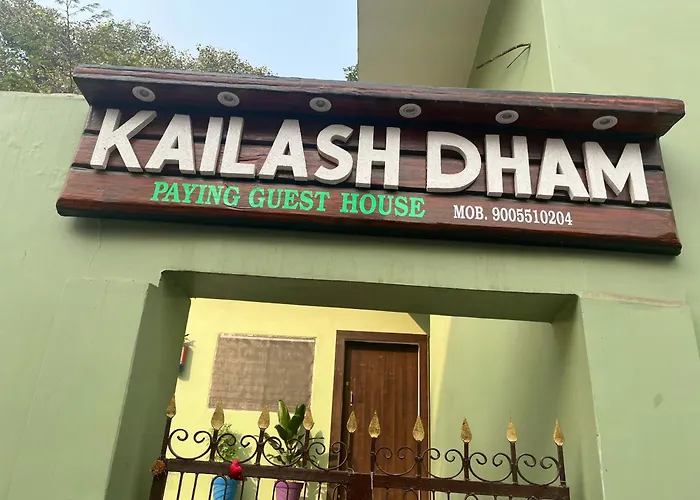 KAILASH DHAM
PAYING GUEST HOUSE MOB. 9005510204